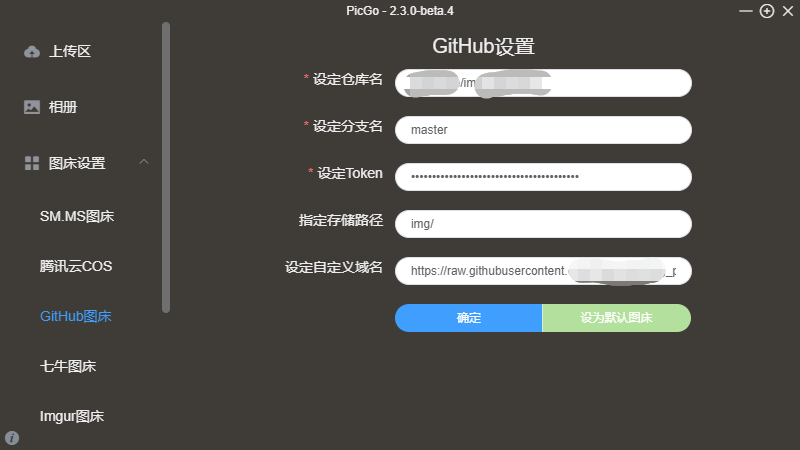 PicGo - 2.3.0-beta.4
上传区
相册
图床设置
SM.MS图床
腾讯云COS
GitHub图床
七牛图床
Imgur图床
GitHub设置
* 设定仓库名
/im
* 设定分支名
master
* 设定Token
••••••••••••••••••••••••••••••••••••••••
指定存储路径
img/
设定自定义域名
https://raw.githubusercontent.
确定
设为默认图床